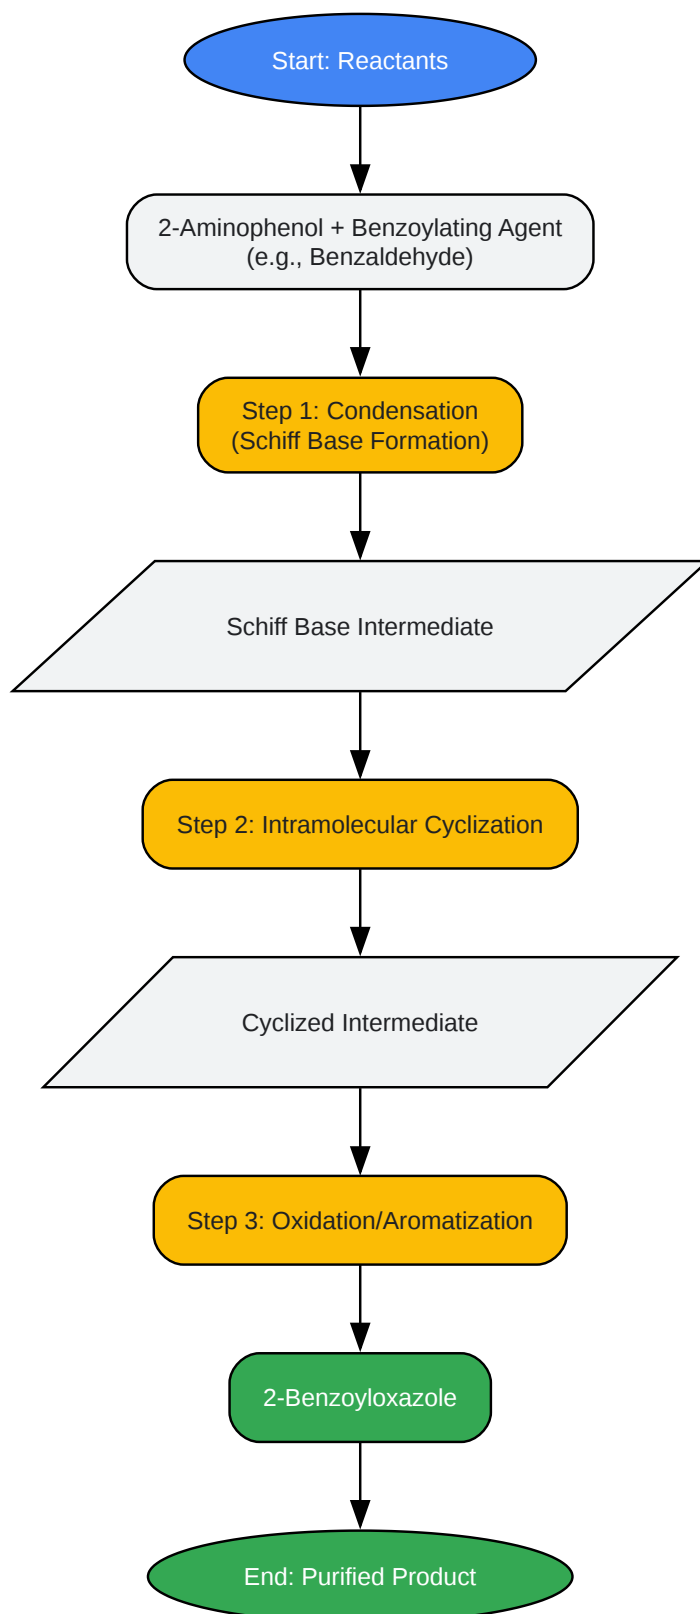 Start: Reactants
2-Aminophenol + Benzoylating Agent
(e.g., Benzaldehyde)
Step 1: Condensation
(Schiff Base Formation)
Schiff Base Intermediate
Step 2: Intramolecular Cyclization
Cyclized Intermediate
Step 3: Oxidation/Aromatization
2-Benzoyloxazole
End: Purified Product